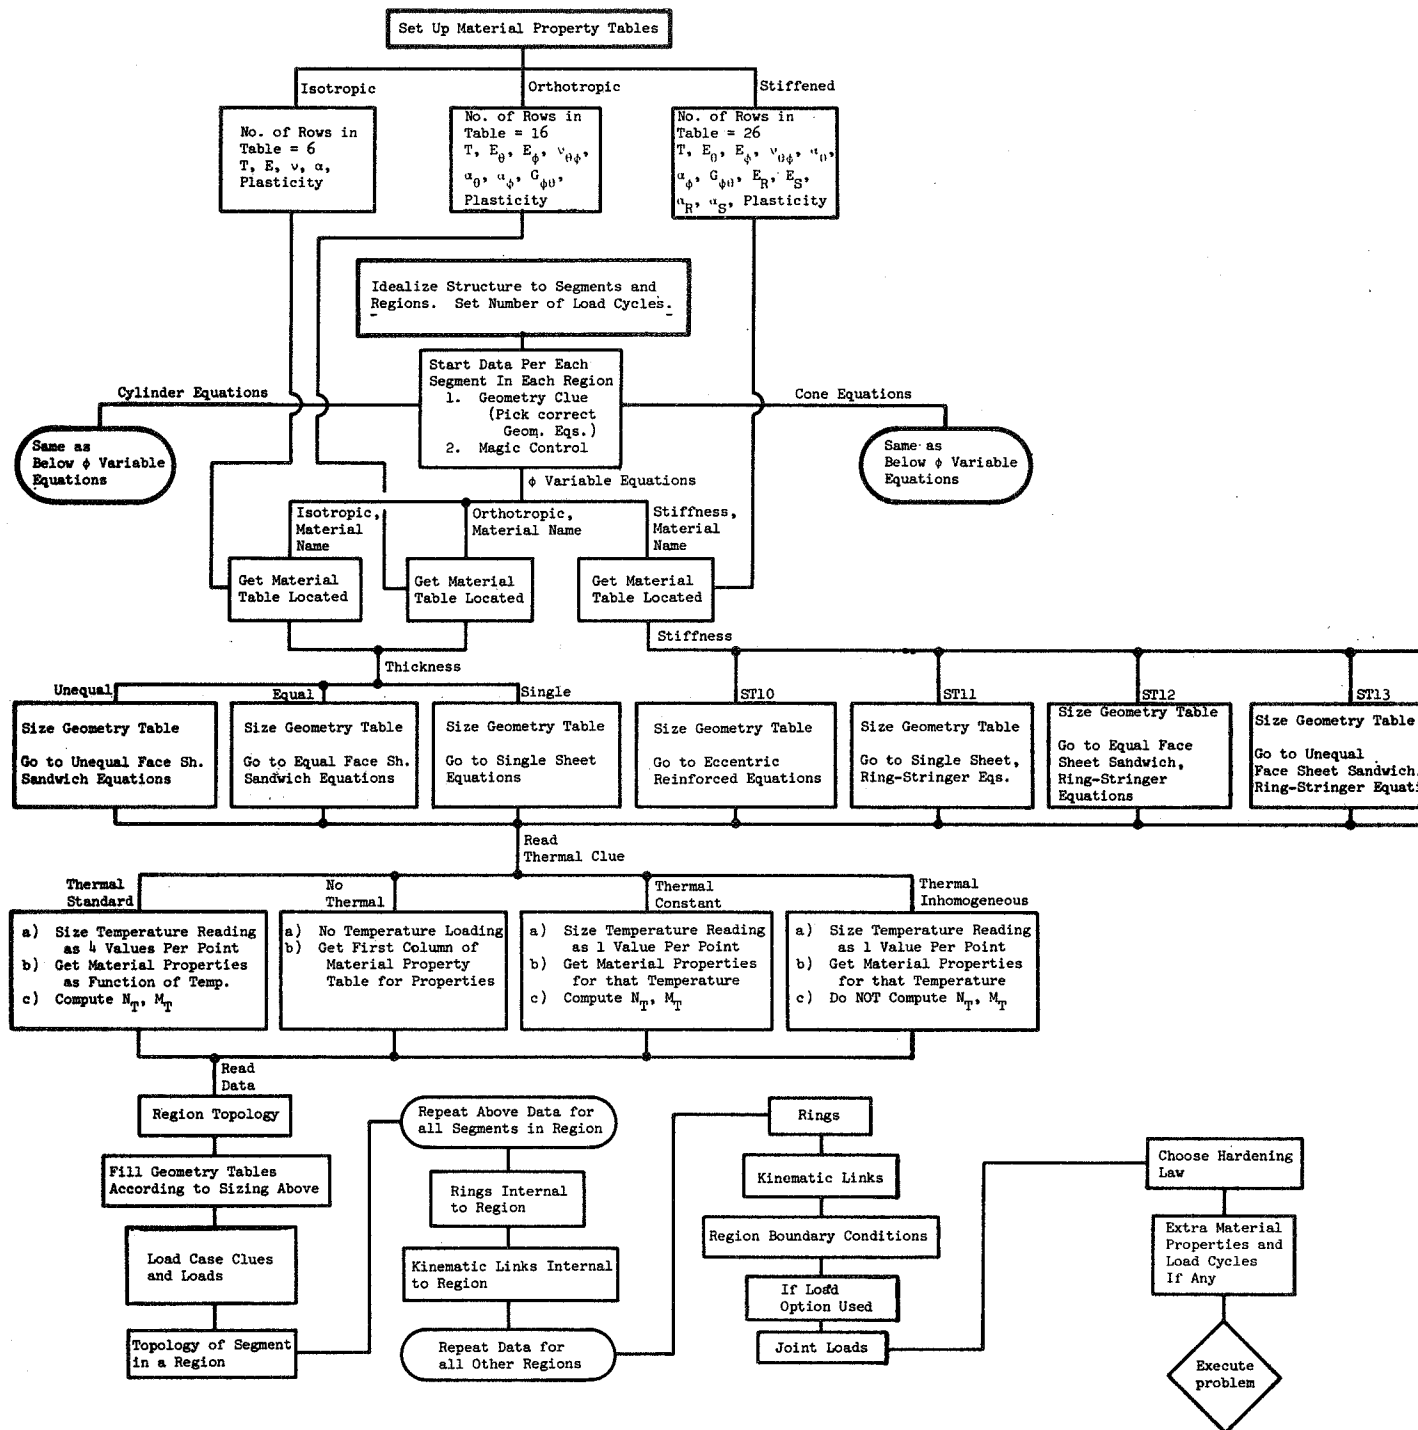 Set Up Material Property Tables
Isotropic
Orthotropic
Stiffened
No. of Rows in
Table = 6
T, E, ν, α,
Plasticity
No. of Rows in
Table = 16
T, E_θ, E_ϕ, ν_θϕ,
α_θ, α_ϕ, G_ϕθ,
Plasticity
No. of Rows in
Table = 26
T, E_θ, E_ϕ, ν_θϕ, α_θ,
α_ϕ, G_ϕθ, E_R, E_S,
α_R, α_S, Plasticity
Idealize Structure to Segments and
Regions. Set Number of Load Cycles.
Start Data Per Each
Segment In Each Region
1. Geometry Clue
(Pick correct
Geom. Eqs.)
2. Magic Control
Cylinder Equations
Cone Equations
Same as
Below ϕ Variable
Equations
Same as
Below ϕ Variable
Equations
ϕ Variable Equations
Isotropic,
Material
Name
Orthotropic,
Material Name
Stiffness,
Material
Name
Get Material
Table Located
Get Material
Table Located
Get Material
Table Located
Thickness
Stiffness
Unequal
Equal
Single
ST10
ST11
ST12
ST13
Size Geometry Table
Go to Unequal Face Sh.
Sandwich Equations
Size Geometry Table
Go to Equal Face Sh.
Sandwich Equations
Size Geometry Table
Go to Single Sheet
Equations
Size Geometry Table
Go to Eccentric
Reinforced Equations
Size Geometry Table
Go to Single Sheet,
Ring-Stringer Eqs.
Size Geometry Table
Go to Equal Face
Sheet Sandwich,
Ring-Stringer
Equations
Size Geometry Table
Go to Unequal
Face Sheet Sandwich,
Ring-Stringer Equati
Read
Thermal Clue
Thermal
Standard
No
Thermal
Thermal
Constant
Thermal
Inhomogeneous
a) Size Temperature Reading
as 4 Values Per Point
b) Get Material Properties
as Function of Temp.
c) Compute N_T, M_T
a) No Temperature Loading
b) Get First Column of
Material Property
Table for Properties
a) Size Temperature Reading
as 1 Value Per Point
b) Get Material Properties
for that Temperature
c) Compute N_T, M_T
a) Size Temperature Reading
as 1 Value Per Point
b) Get Material Properties
for that Temperature
c) Do NOT Compute N_T, M_T
Read
Data
Region Topology
Fill Geometry Tables
According to Sizing Above
Load Case Clues
and Loads
Topology of Segment
in a Region
Repeat Above Data for
all Segments in Region
Rings Internal
to Region
Kinematic Links Internal
to Region
Repeat Data for
all Other Regions
Rings
Kinematic Links
Region Boundary Conditions
If Load
Option Used
Joint Loads
Choose Hardening
Law
Extra Material
Properties and
Load Cycles
If Any
Execute
problem